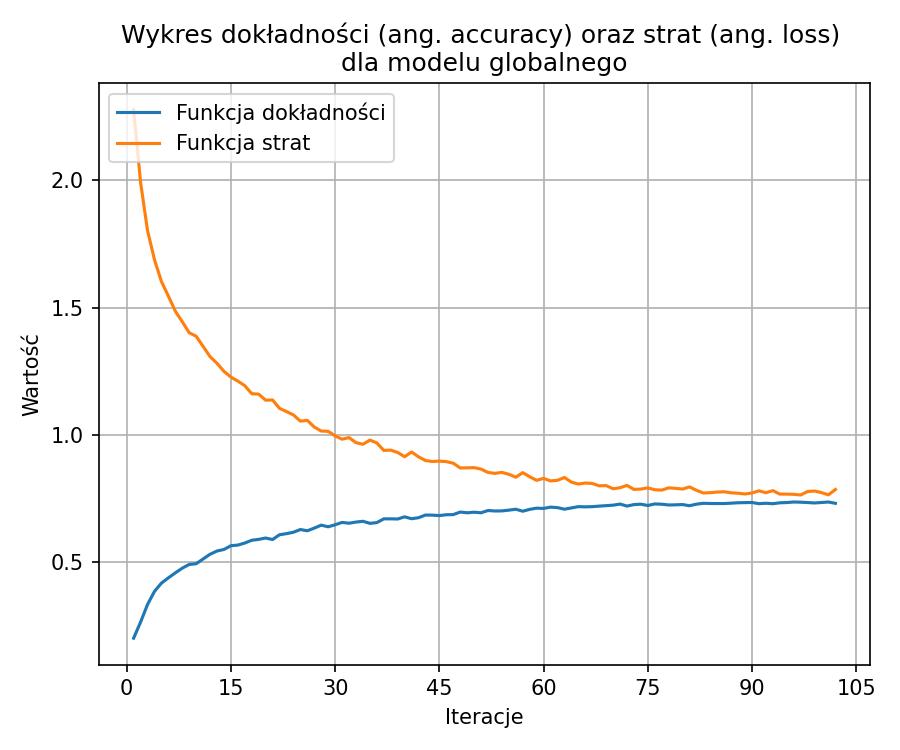 Wykres dokładności (ang. accuracy) oraz strat (ang. loss)
dla modelu globalnego
Funkcja dokładności
Funkcja strat
Wartość
2.0
1.5
1.0
0.5
0 15 30 45 60 75 90 105
Iteracje